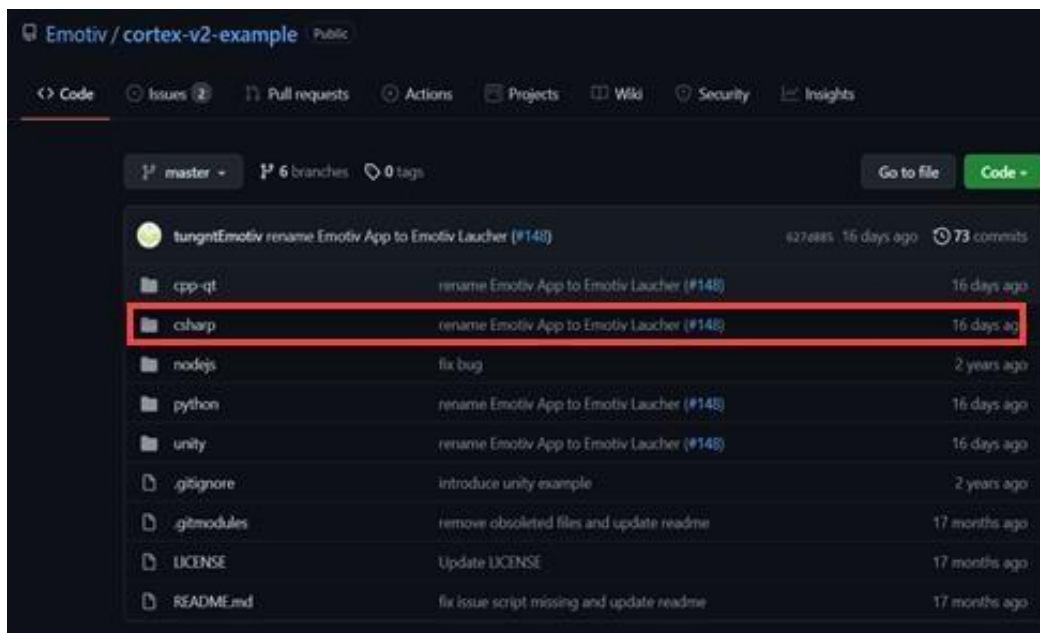 Emotiv / cortex-v2-example Public
<> Code Issues 2 Pull requests Actions Projects Wiki Security Insights
master 6 branches 0 tags Go to file Code
tungntEmotiv rename Emotiv App to Emotiv Laucher (#148) 627d885 16 days ago 73 commits
cpp-qt rename Emotiv App to Emotiv Laucher (#148) 16 days ago
csharp rename Emotiv App to Emotiv Laucher (#148) 16 days ago
nodejs fix bug 2 years ago
python rename Emotiv App to Emotiv Laucher (#148) 16 days ago
unity rename Emotiv App to Emotiv Laucher (#148) 16 days ago
.gitignore introduce unity example 2 years ago
.gitmodules remove obsoleted files and update readme 17 months ago
LICENSE Update LICENSE 17 months ago
README.md fix issue script missing and update readme 17 months ago